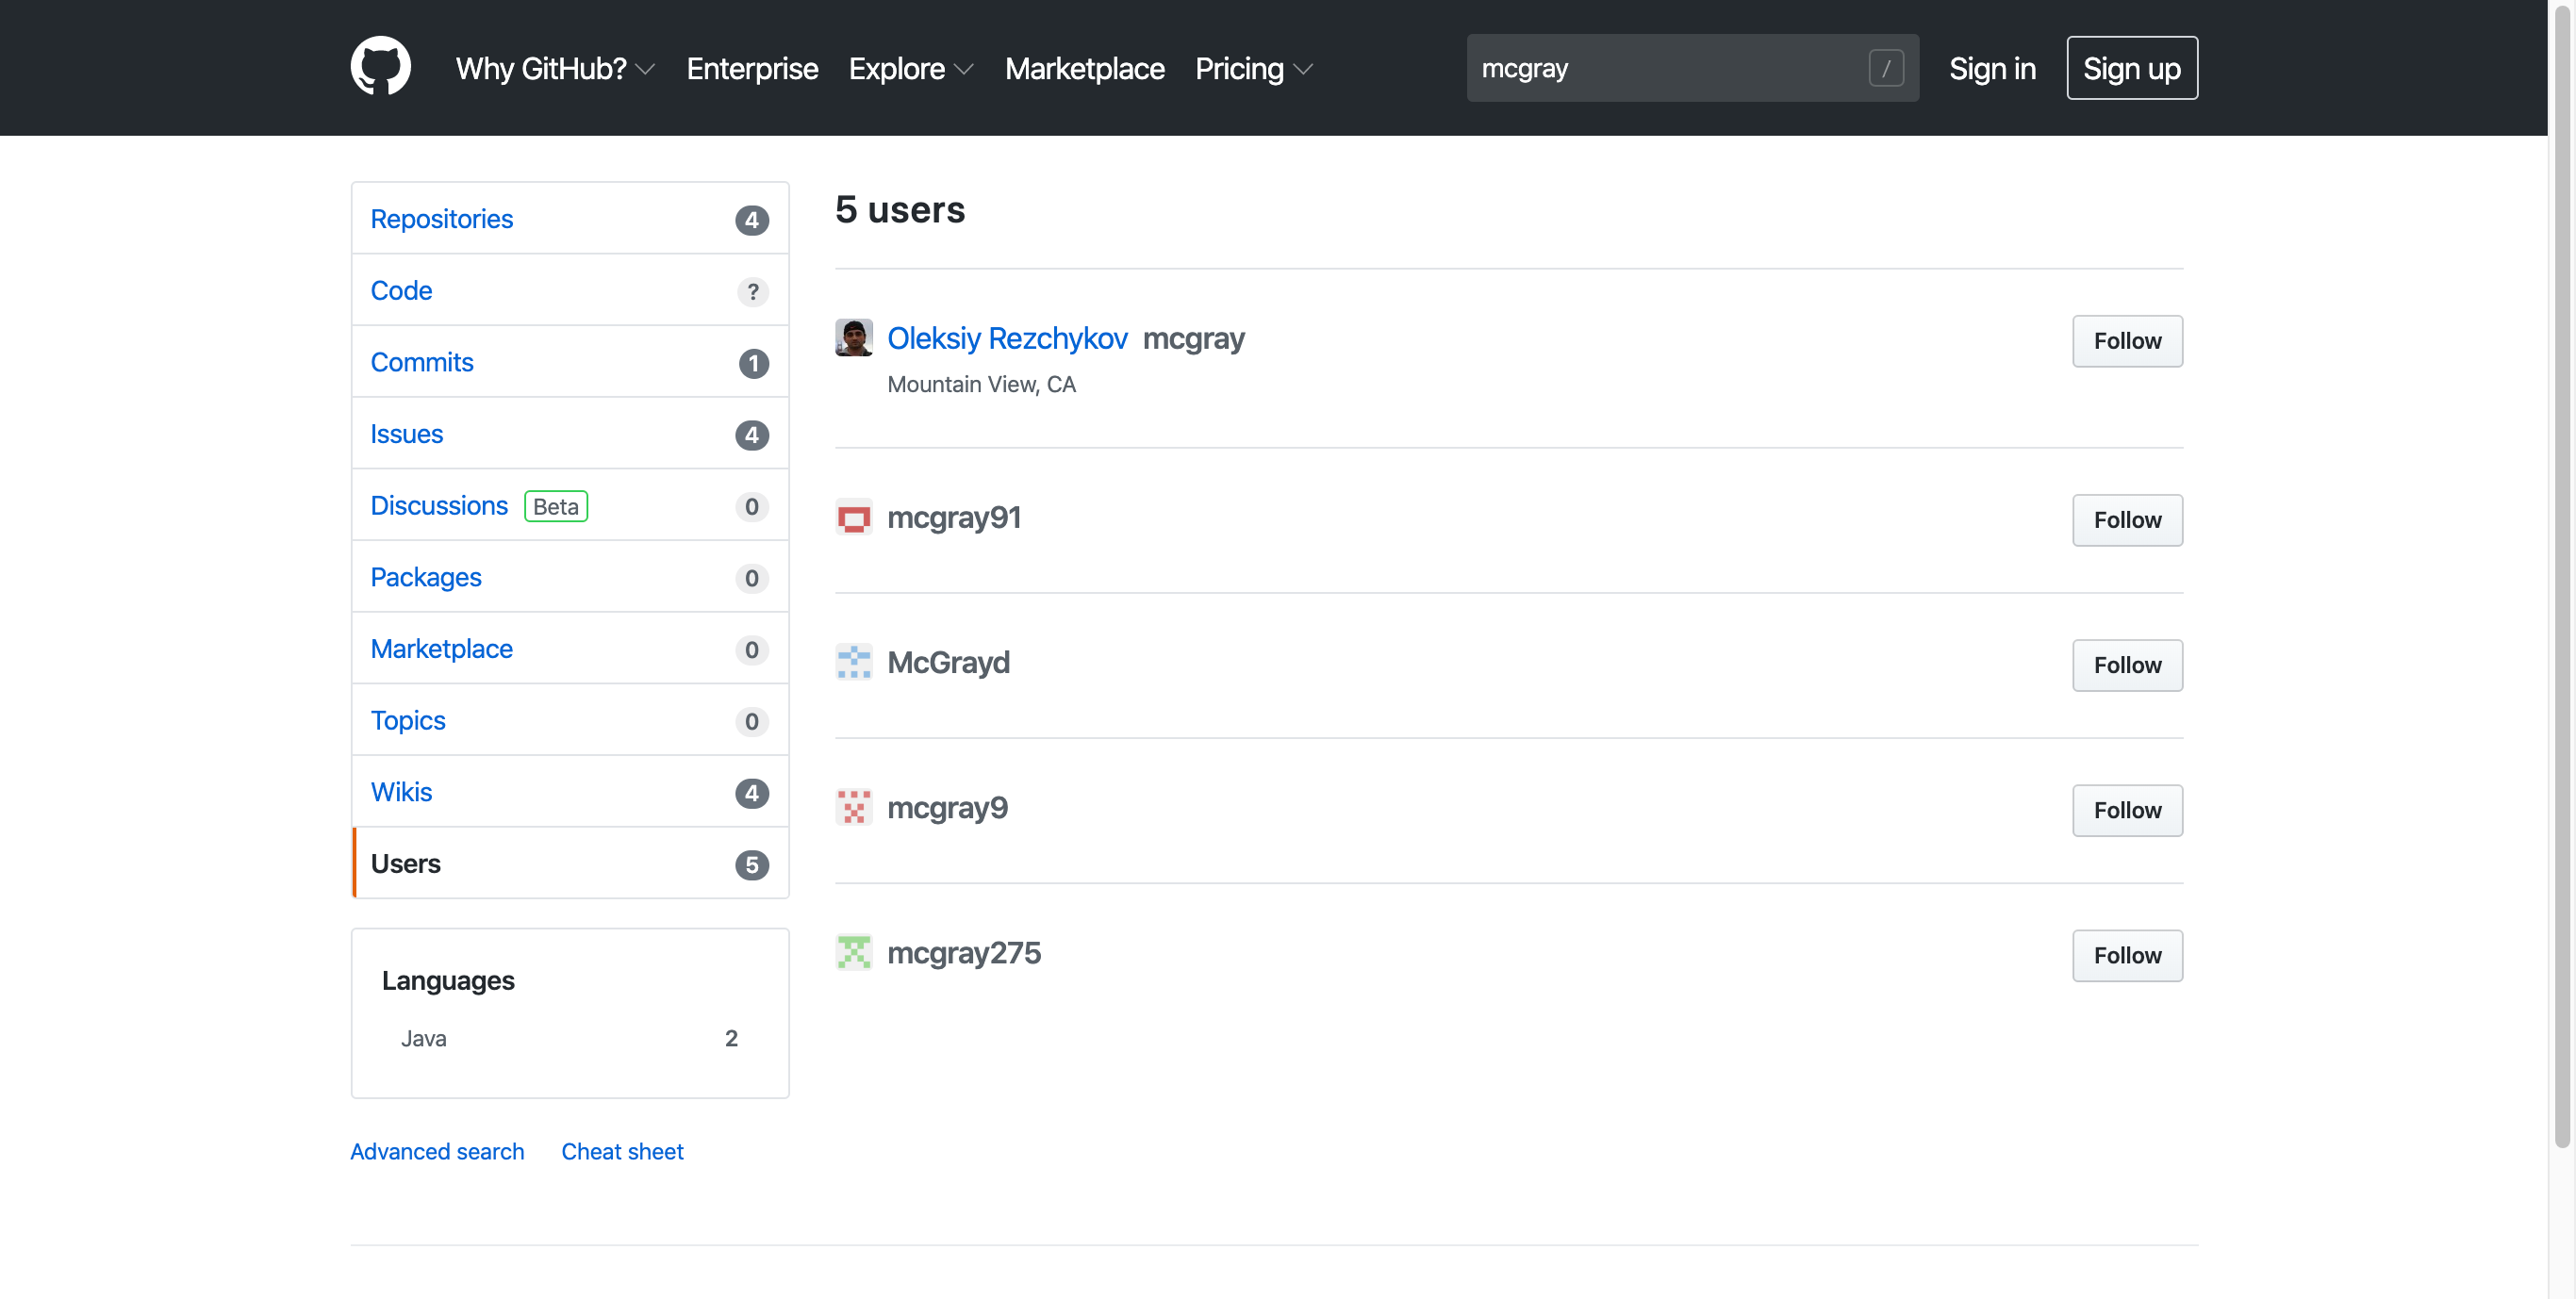 Why GitHub? Enterprise Explore Marketplace Pricing mcgray / Sign in Sign up
Repositories 4
Code ?
Commits 1
Issues 4
Discussions Beta 0
Packages 0
Marketplace 0
Topics 0
Wikis 4
Users 5
Languages
Java 2
Advanced search Cheat sheet
5 users
Oleksiy Rezchykov mcgray Follow
Mountain View, CA
mcgray91 Follow
McGrayd Follow
mcgray9 Follow
mcgray275 Follow